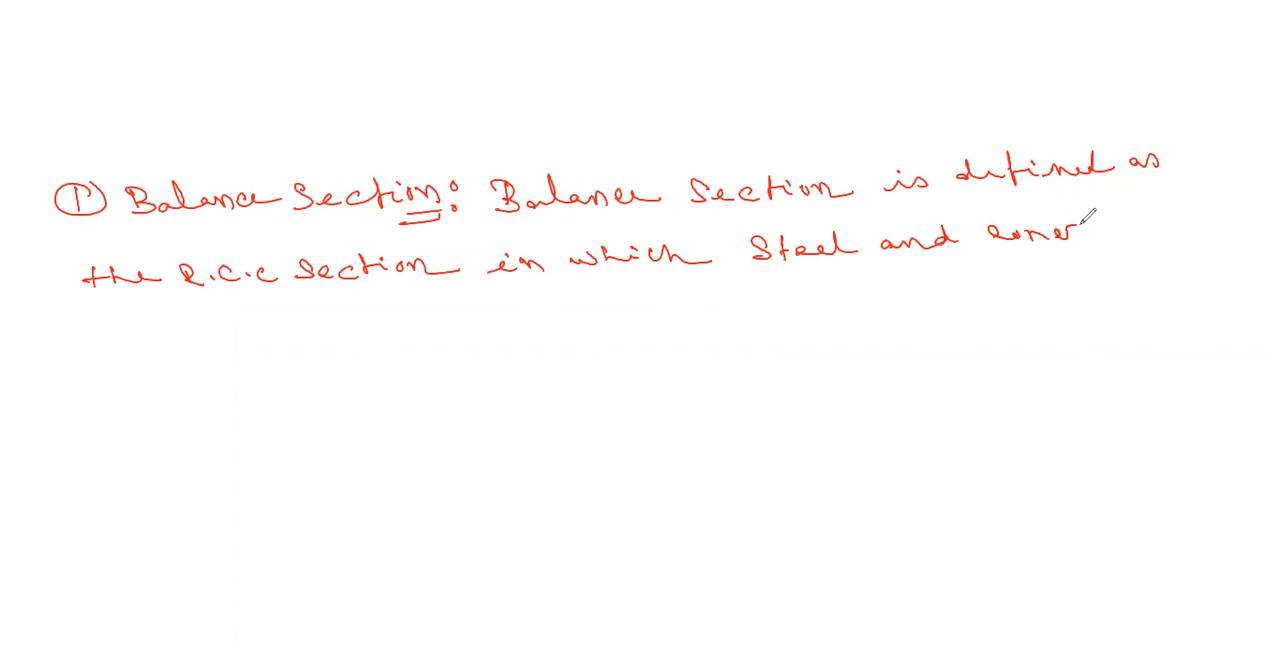 ① Balance Section: Balance Section is defined as
the R.C.C Section in which Steel and concr